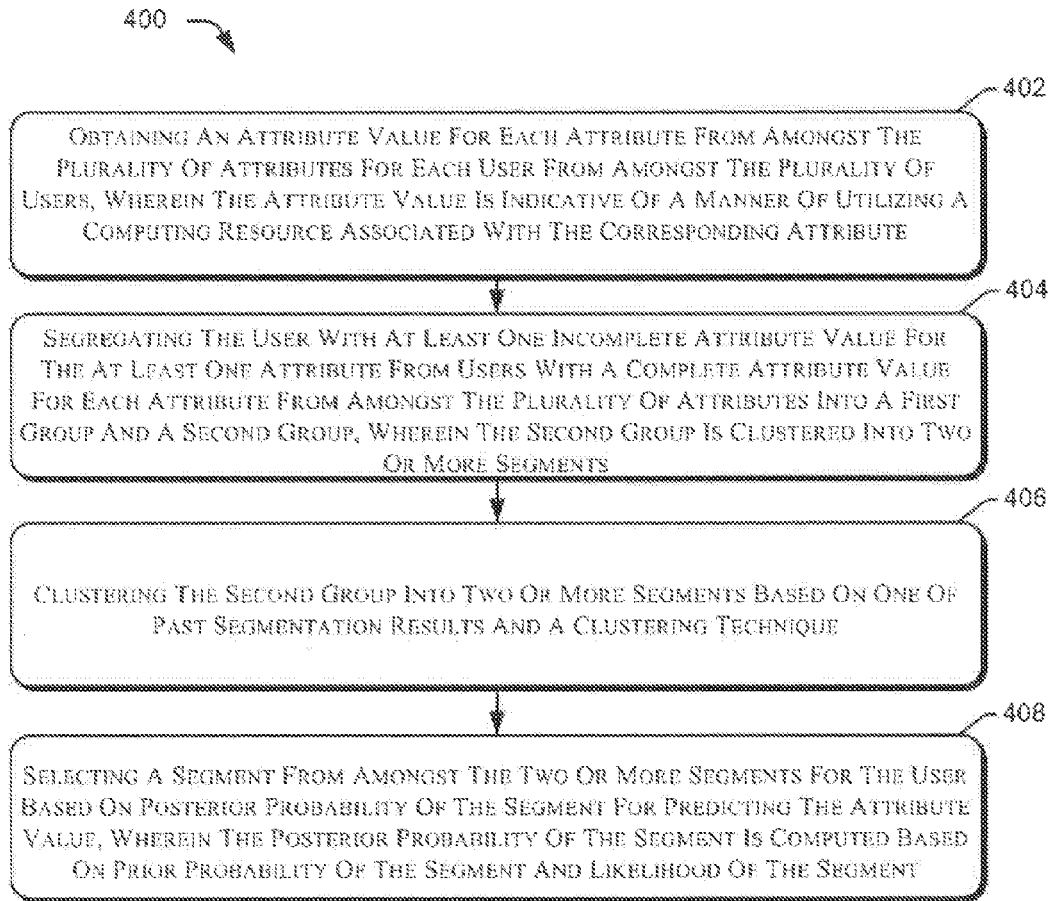 400
402
OBTAINING AN ATTRIBUTE VALUE FOR EACH ATTRIBUTE FROM AMONGST THE
PLURALITY OF ATTRIBUTES FOR EACH USER FROM AMONGST THE PLURALITY OF
USERS, WHEREIN THE ATTRIBUTE VALUE IS INDICATIVE OF A MANNER OF UTILIZING A
COMPUTING RESOURCE ASSOCIATED WITH THE CORRESPONDING ATTRIBUTE
404
SEGREGATING THE USER WITH AT LEAST ONE INCOMPLETE ATTRIBUTE VALUE FOR
THE AT LEAST ONE ATTRIBUTE FROM USERS WITH A COMPLETE ATTRIBUTE VALUE
FOR EACH ATTRIBUTE FROM AMONGST THE PLURALITY OF ATTRIBUTES INTO A FIRST
GROUP AND A SECOND GROUP, WHEREIN THE SECOND GROUP IS CLUSTERED INTO TWO
OR MORE SEGMENTS
406
CLUSTERING THE SECOND GROUP INTO TWO OR MORE SEGMENTS BASED ON ONE OF
PAST SEGMENTATION RESULTS AND A CLUSTERING TECHNIQUE
408
SELECTING A SEGMENT FROM AMONGST THE TWO OR MORE SEGMENTS FOR THE USER
BASED ON POSTERIOR PROBABILITY OF THE SEGMENT FOR PREDICTING THE ATTRIBUTE
VALUE, WHEREIN THE POSTERIOR PROBABILITY OF THE SEGMENT IS COMPUTED BASED
ON PRIOR PROBABILITY OF THE SEGMENT AND LIKELIHOOD OF THE SEGMENT